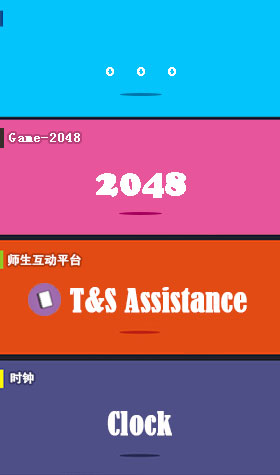 。 。 。
Game-2048
2048
师生互动平台
T&S Assistance
时钟
Clock